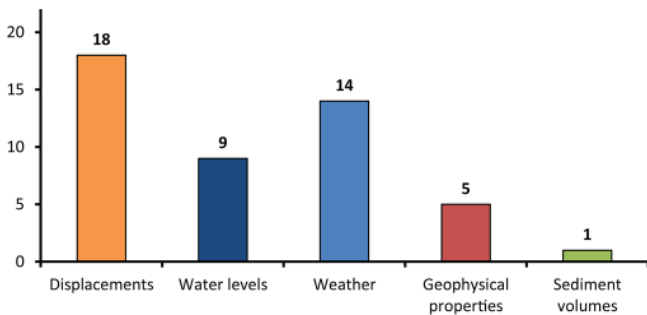 20
15
10
5
0
18
9
14
5
1
Displacements
Water levels
Weather
Geophysical
properties
Sediment
volumes